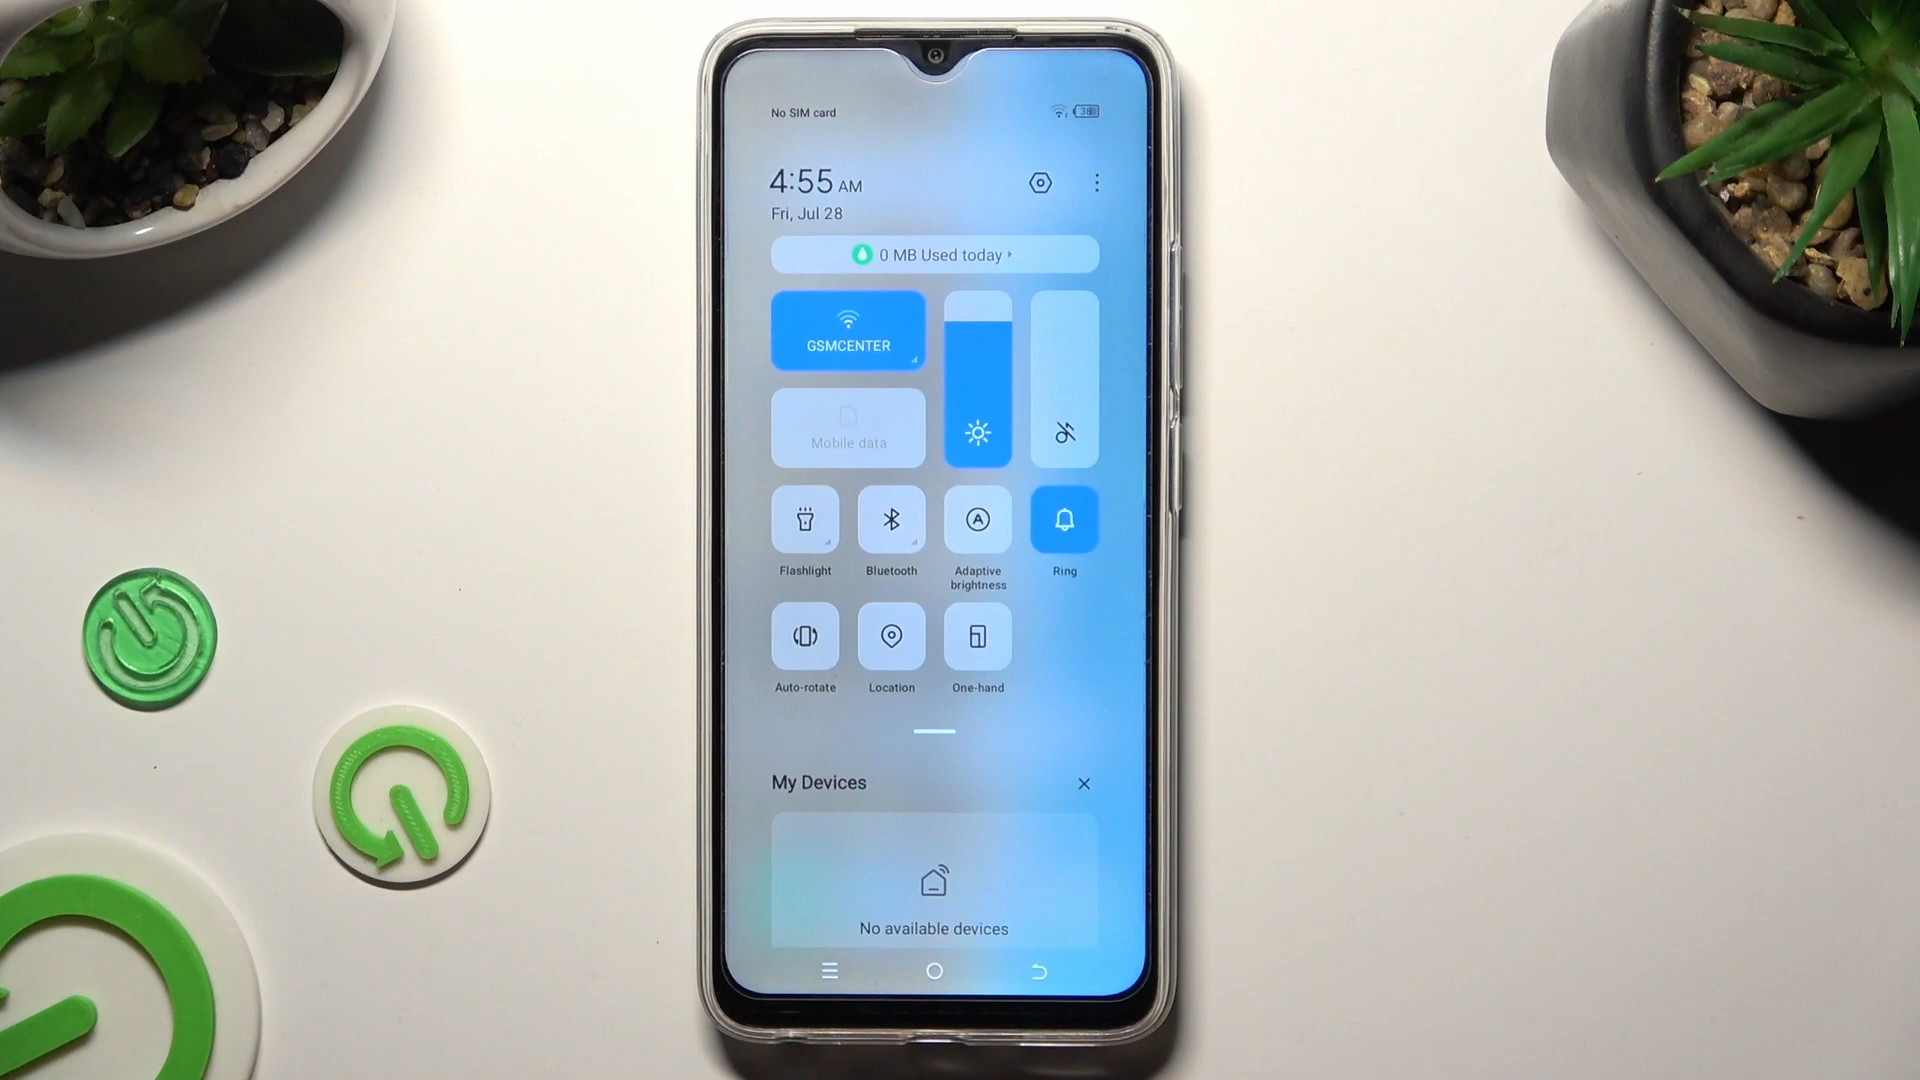 No SIM card
38
4:55 AM
Fri, Jul 28
0 MB Used today
GSMCENTER
Mobile data
Flashlight
Bluetooth
Adaptive
brightness
Ring
Auto-rotate
Location
One-hand
My Devices
No available devices